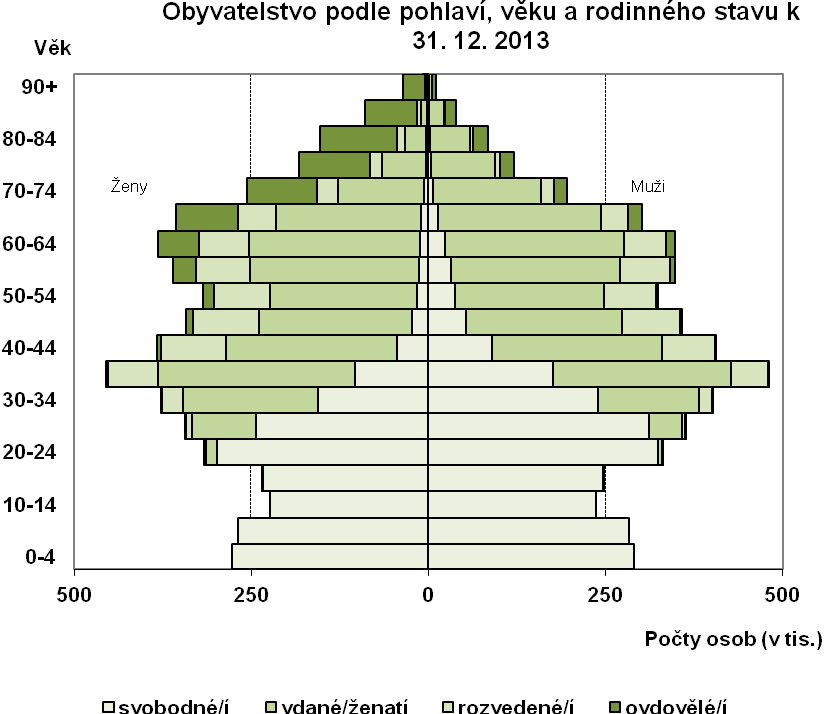 Obyvatelstvo podle pohlaví, věku a rodinného stavu k
31. 12. 2013
Věk
90+
80-84
70-74
Ženy
Muži
60-64
50-54
40-44
30-34
20-24
10-14
0-4
500 250 0 250 500
Počty osob (v tis.)
svobodné/í vdané/ženatí rozvedené/í ovdovělé/í